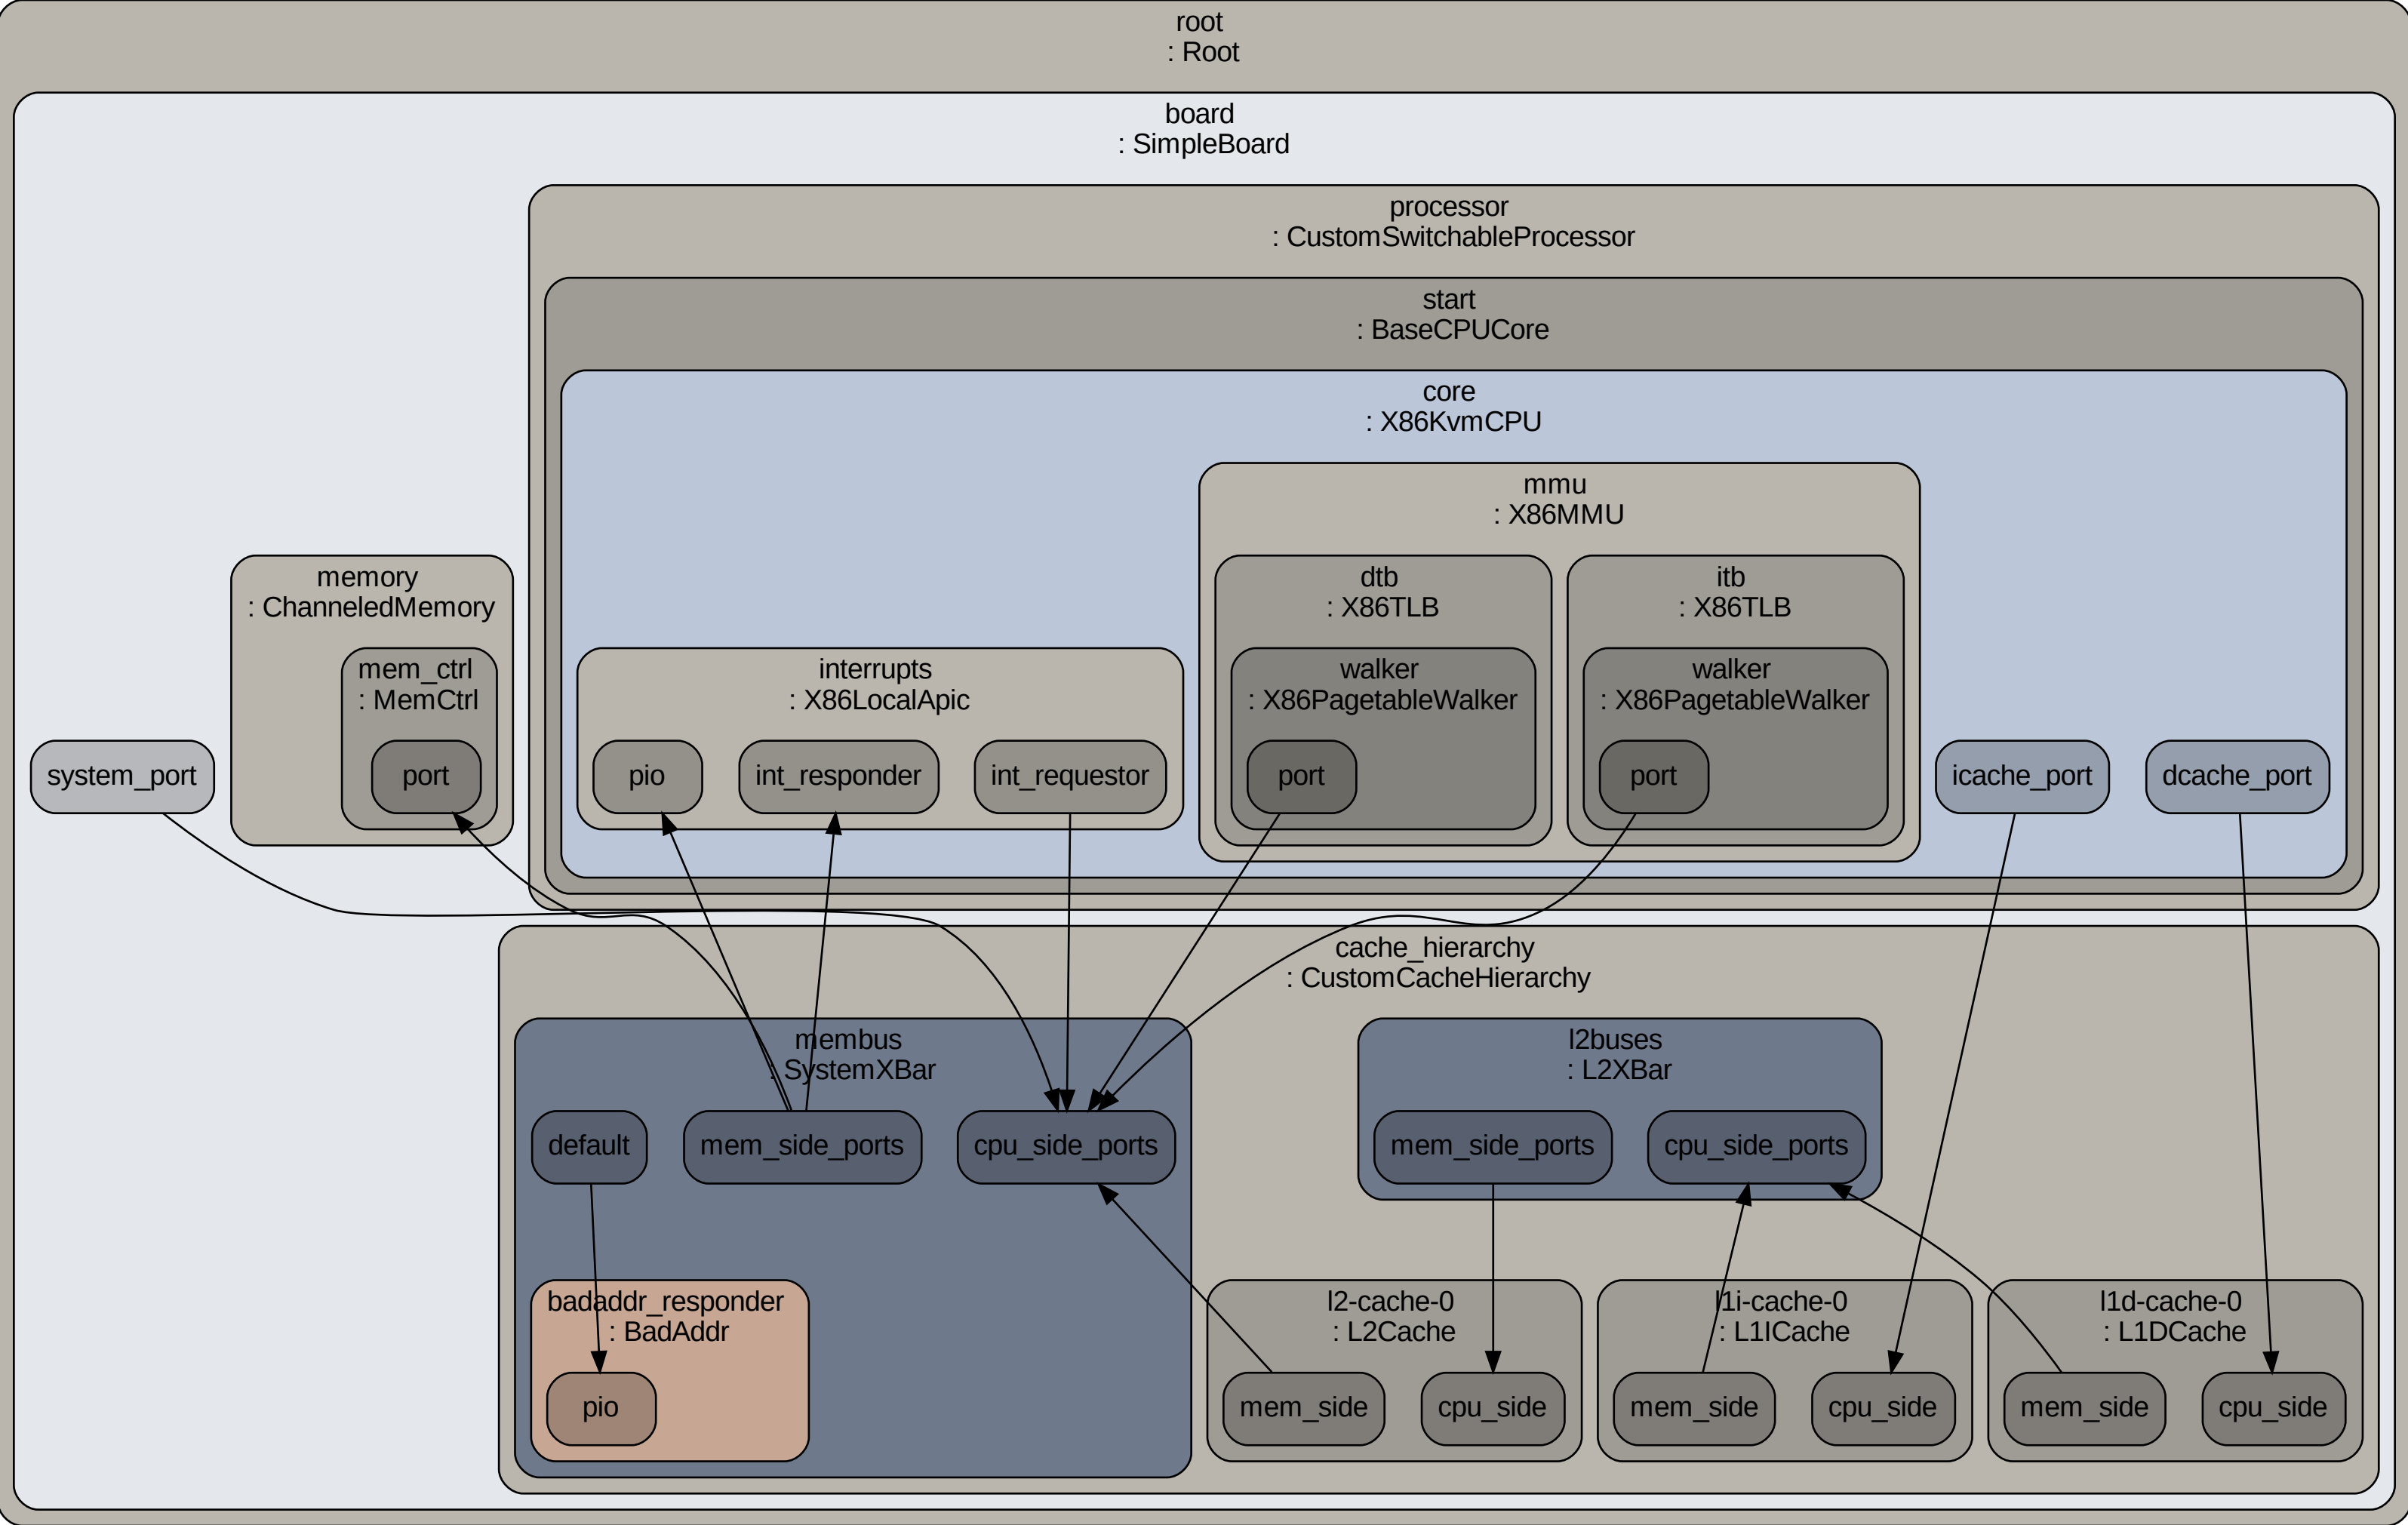 root
: Root
board
: SimpleBoard
processor
: CustomSwitchableProcessor
start
: BaseCPUCore
core
: X86KvmCPU
mmu
: X86MMU
memory
: ChanneledMemory
dtb
: X86TLB
itb
: X86TLB
mem_ctrl
: MemCtrl
interrupts
: X86LocalApic
walker
: X86PagetableWalker
walker
: X86PagetableWalker
system_port
port
pio
int_responder
int_requestor
port
port
icache_port
dcache_port
cache_hierarchy
: CustomCacheHierarchy
membus
: SystemXBar
l2buses
: L2XBar
default
mem_side_ports
cpu_side_ports
mem_side_ports
cpu_side_ports
badaddr_responder
: BadAddr
l2-cache-0
: L2Cache
l1i-cache-0
: L1ICache
l1d-cache-0
: L1DCache
pio
mem_side
cpu_side
mem_side
cpu_side
mem_side
cpu_side